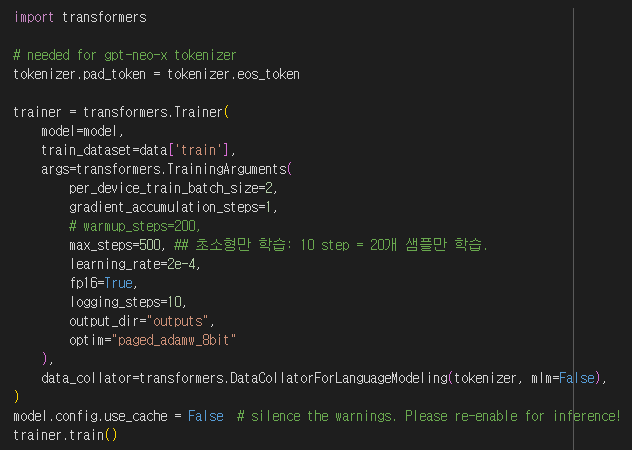 import transformers

# needed for gpt-neo-x tokenizer
tokenizer.pad_token = tokenizer.eos_token

trainer = transformers.Trainer(
    model=model,
    train_dataset=data['train'],
    args=transformers.TrainingArguments(
        per_device_train_batch_size=2,
        gradient_accumulation_steps=1,
        # warmup_steps=200,
        max_steps=500, ## 초소형만 학습: 10 step = 20개 샘플만 학습.
        learning_rate=2e-4,
        fp16=True,
        logging_steps=10,
        output_dir="outputs",
        optim="paged_adamw_8bit"
    ),
    data_collator=transformers.DataCollatorForLanguageModeling(tokenizer, mlm=False),
)
model.config.use_cache = False  # silence the warnings. Please re-enable for inference!
trainer.train()